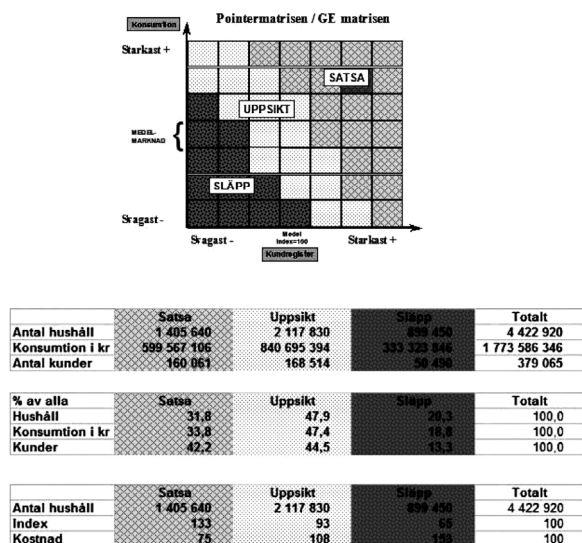 Pointermatrisen / GE matrisen
Konsumtion
Starkast +
SATSA
UPPSIKT
MEDEL-
MARKNAD
SLÄPP
Svagast -
Svagast - Medel Index=100 Starkast +
Kundregister
Satsa Uppsikt Släpp Totalt
Antal hushåll 1 405 640 2 117 830 899 450 4 422 920
Konsumtion i kr 599 567 106 840 695 394 333 323 846 1 773 586 346
Antal kunder 160 061 168 514 50 490 379 065
% av alla Satsa Uppsikt Släpp Totalt
Hushåll 31,8 47,9 20,3 100,0
Konsumtion i kr 33,8 47,4 18,8 100,0
Kunder 42,2 44,5 13,3 100,0
Satsa Uppsikt Släpp Totalt
Antal hushåll 1 405 640 2 117 830 899 450 4 422 920
Index 133 93 65 100
Kostnad 75 108 153 100